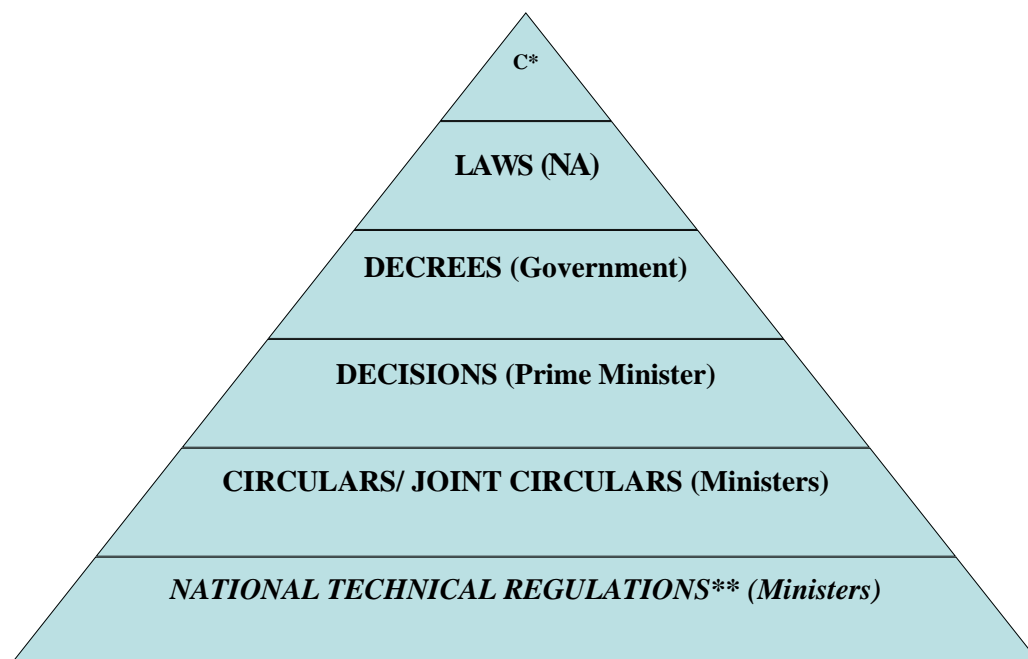 C*
LAWS (NA)
DECREES (Government)
DECISIONS (Prime Minister)
CIRCULARS/ JOINT CIRCULARS (Ministers)
NATIONAL TECHNICAL REGULATIONS** (Ministers)